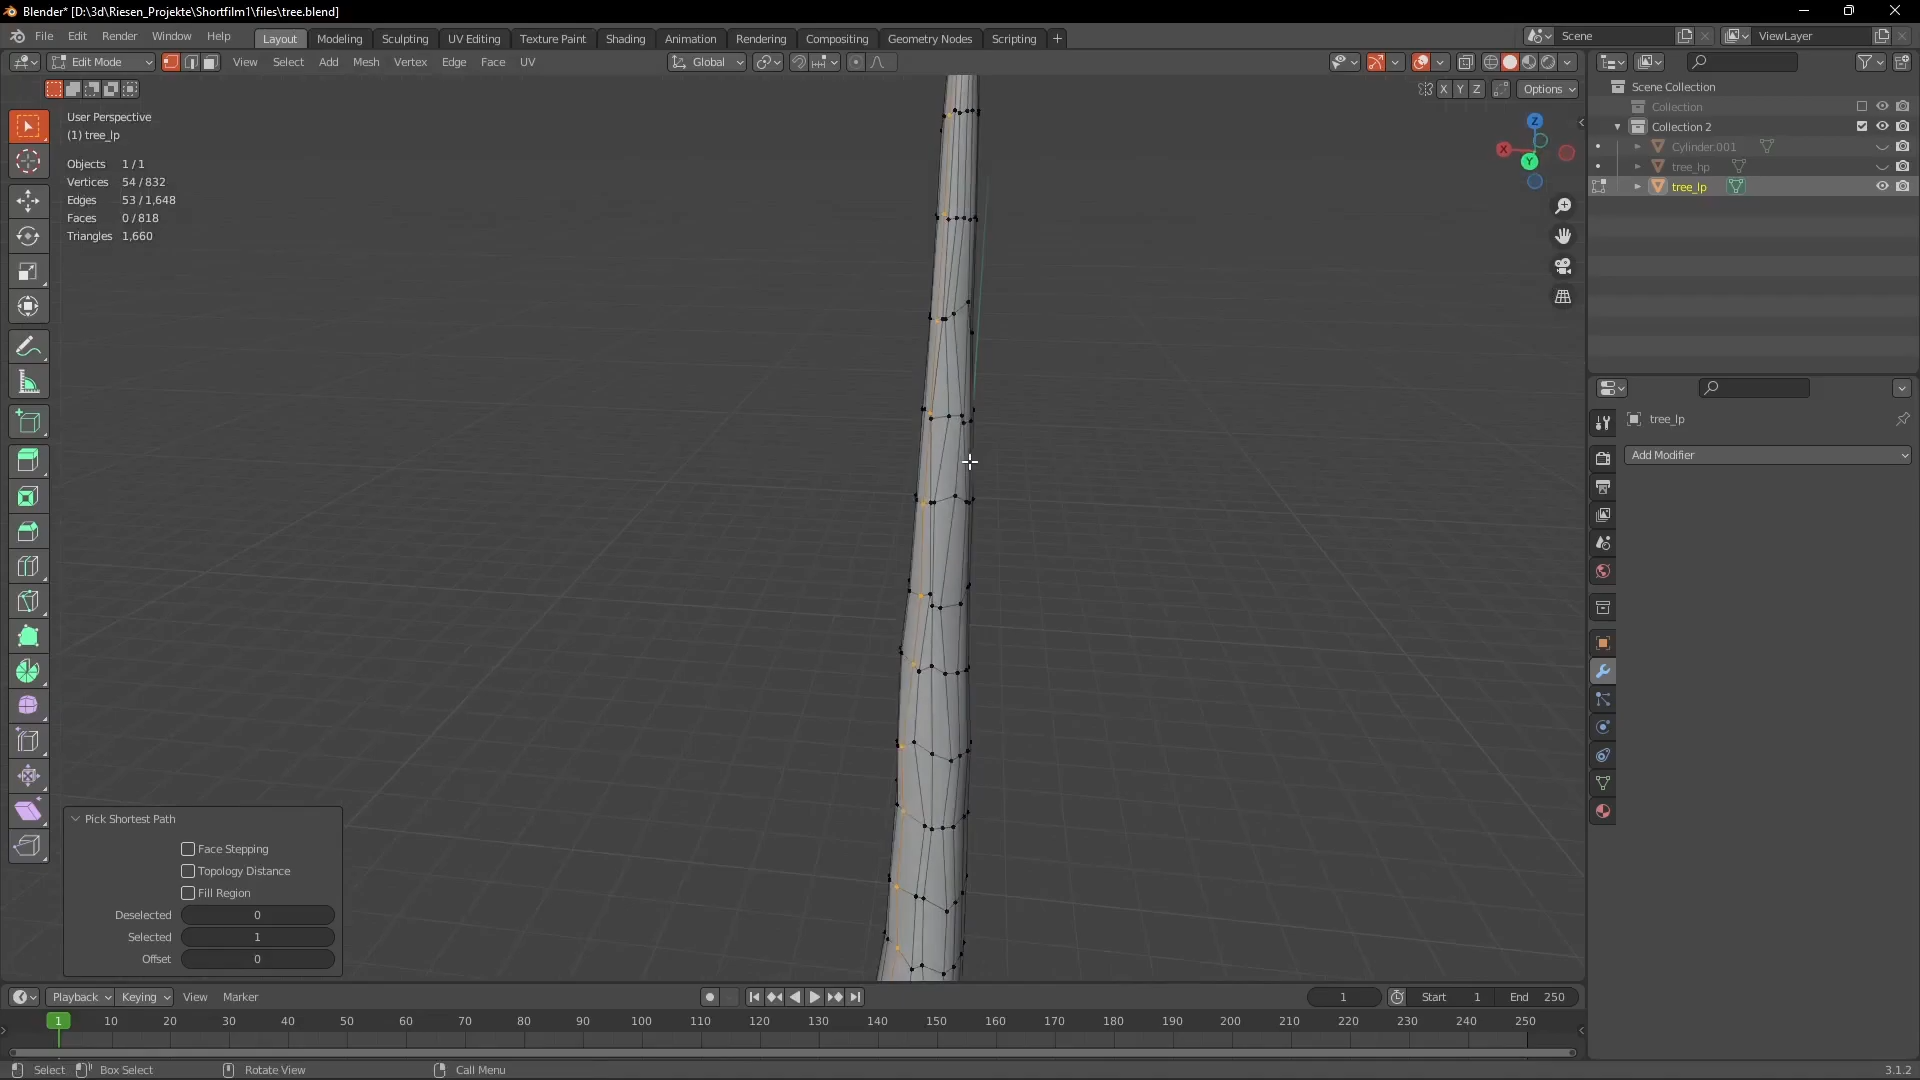 Blender* [D:\3d\Riesen_Projekte\Shortfilm1\files\tree.blend]
File Edit Render Window Help Layout Modeling Sculpting UV Editing Texture Paint Shading Animation Rendering Compositing Geometry Nodes Scripting + Scene ViewLayer
Edit Mode View Select Add Mesh Vertex Edge Face UV Global
X Y Z Options
User Perspective
(1) tree_lp
Objects 1/1
Vertices 54/832
Edges 53/1,648
Faces 0/818
Triangles 1,660
Z
X
Y
Scene Collection
Collection
Collection 2
Cylinder.001
tree_hp
tree_lp
tree_lp
Add Modifier
Pick Shortest Path
Face Stepping
Topology Distance
Fill Region
Deselected 0
Selected 1
Offset 0
Playback Keying View Marker 1 Start 1 End 250
1 10 20 30 40 50 60 70 80 90 100 110 120 130 140 150 160 170 180 190 200 210 220 230 240 250
Select Box Select Rotate View Call Menu 3.1.2